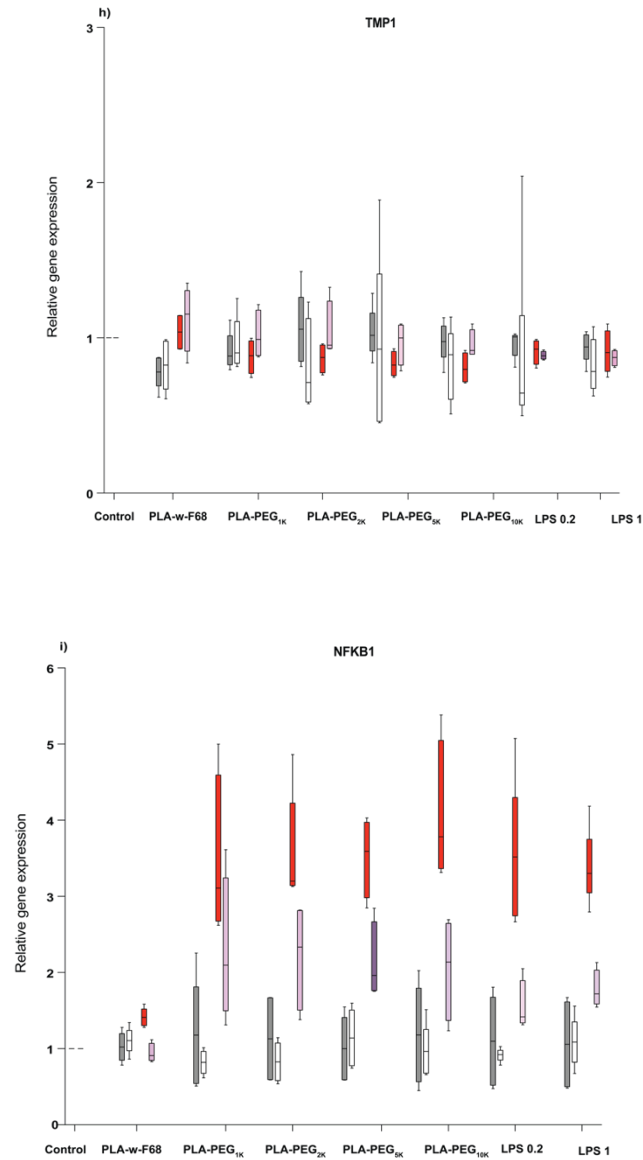 h)
TMP1
3
2
1
0
Relative gene expression
Control PLA-w-F68 PLA-PEG1K PLA-PEG2K PLA-PEG5K PLA-PEG10K LPS 0.2 LPS 1
i)
NFKB1
6
5
4
3
2
1
0
Relative gene expression
Control PLA-w-F68 PLA-PEG1K PLA-PEG2K PLA-PEG5K PLA-PEG10K LPS 0.2 LPS 1